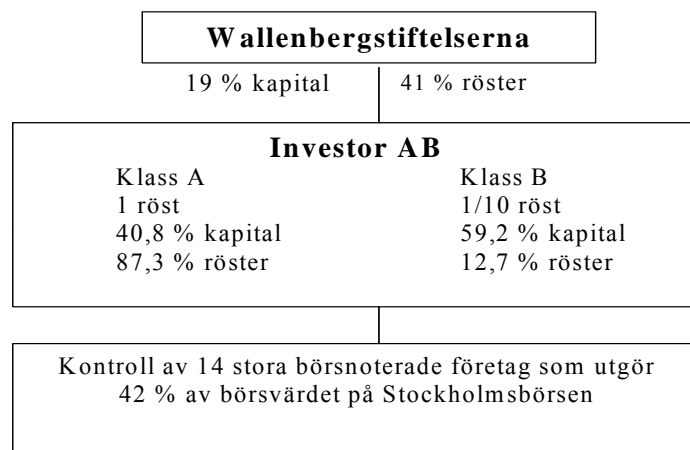 Wallenbergstiftelserna
19 % kapital 41 % röster
Investor AB
Klass A Klass B
1 röst 1/10 röst
40,8 % kapital 59,2 % kapital
87,3 % röster 12,7 % röster
Kontroll av 14 stora börsnoterade företag som utgör
42 % av börsvärdet på Stockholmsbörsen